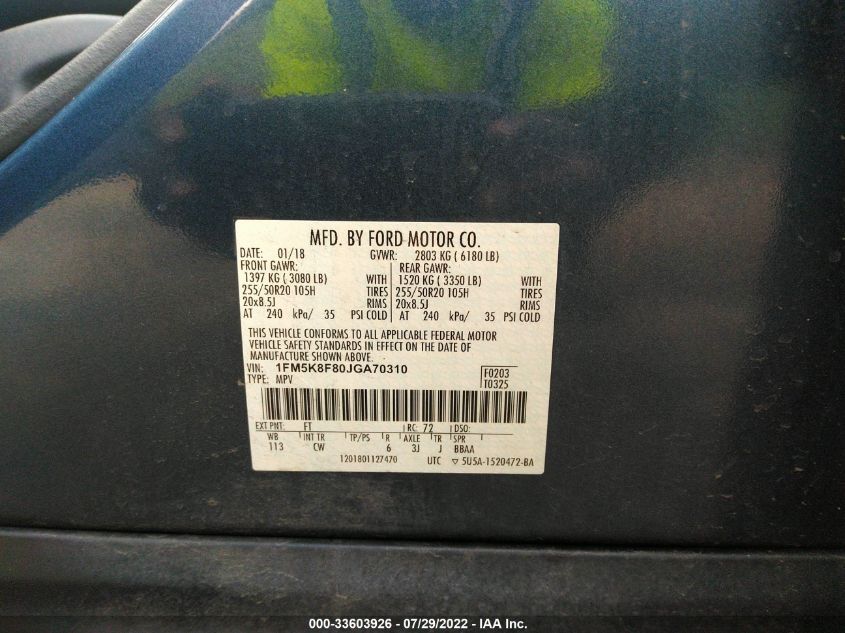 MFD. BY FORD MOTOR CO.
DATE: 01/18 GVWR: 2803 KG ( 6180 LB)
FRONT GAWR: REAR GAWR:
1397 KG ( 3080 LB) WITH 1520 KG ( 3350 LB) WITH
255/50R20 105H TIRES 255/50R20 105H TIRES
20x8.5J RIMS 20x8.5J RIMS
AT 240 kPa/ 35 PSI COLD AT 240 kPa/ 35 PSI COLD
THIS VEHICLE CONFORMS TO ALL APPLICABLE FEDERAL MOTOR
VEHICLE SAFETY STANDARDS IN EFFECT ON THE DATE OF
MANUFACTURE SHOWN ABOVE.
VIN: 1FM5K8F80JGA70310 F0203
TYPE: MPV T0325
EXT PNT: FT RC: 72 DSO:
WB INT TR TP/PS R AXLE TR SPR
113 CW 6 3J J BBAA
1201801127470 UTC ▽ 5U5A-1520472-BA
000-33603926 - 07/29/2022 - IAA Inc.